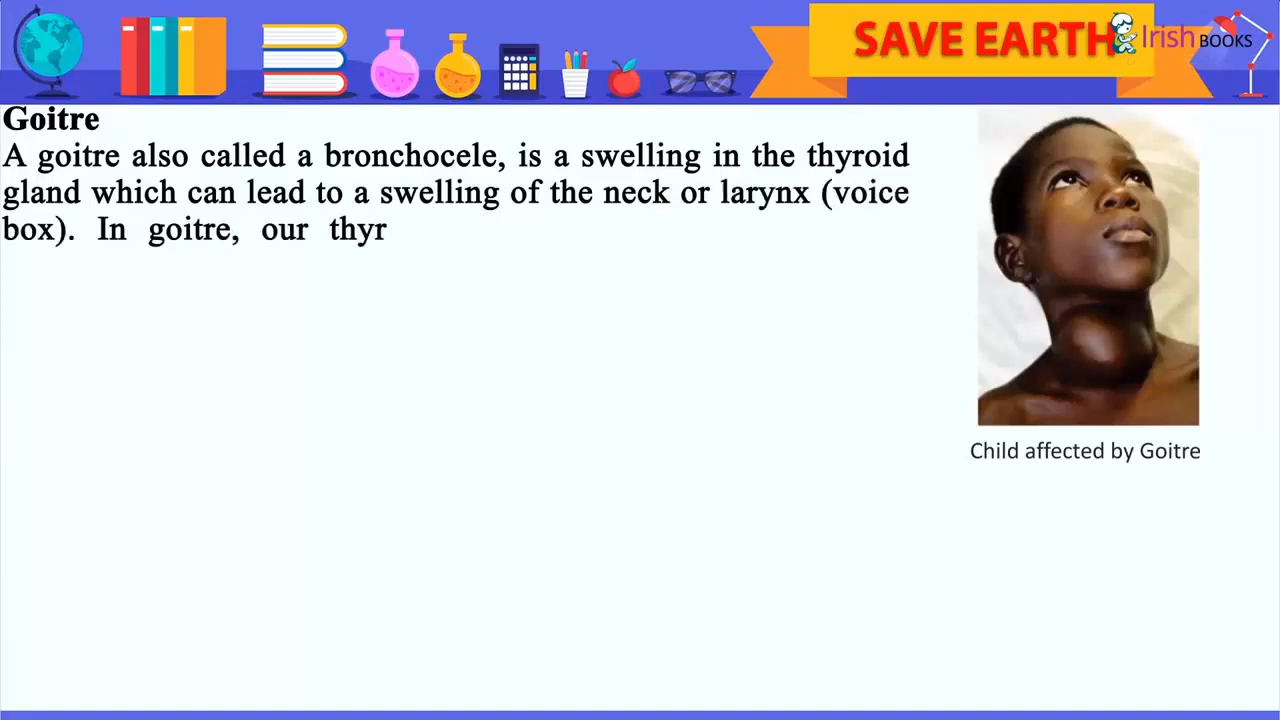 SAVE EARTH
Irish BOOKS
Goitre
A goitre also called a bronchocele, is a swelling in the thyroid
gland which can lead to a swelling of the neck or larynx (voice
box). In goitre, our thyr
Child affected by Goitre